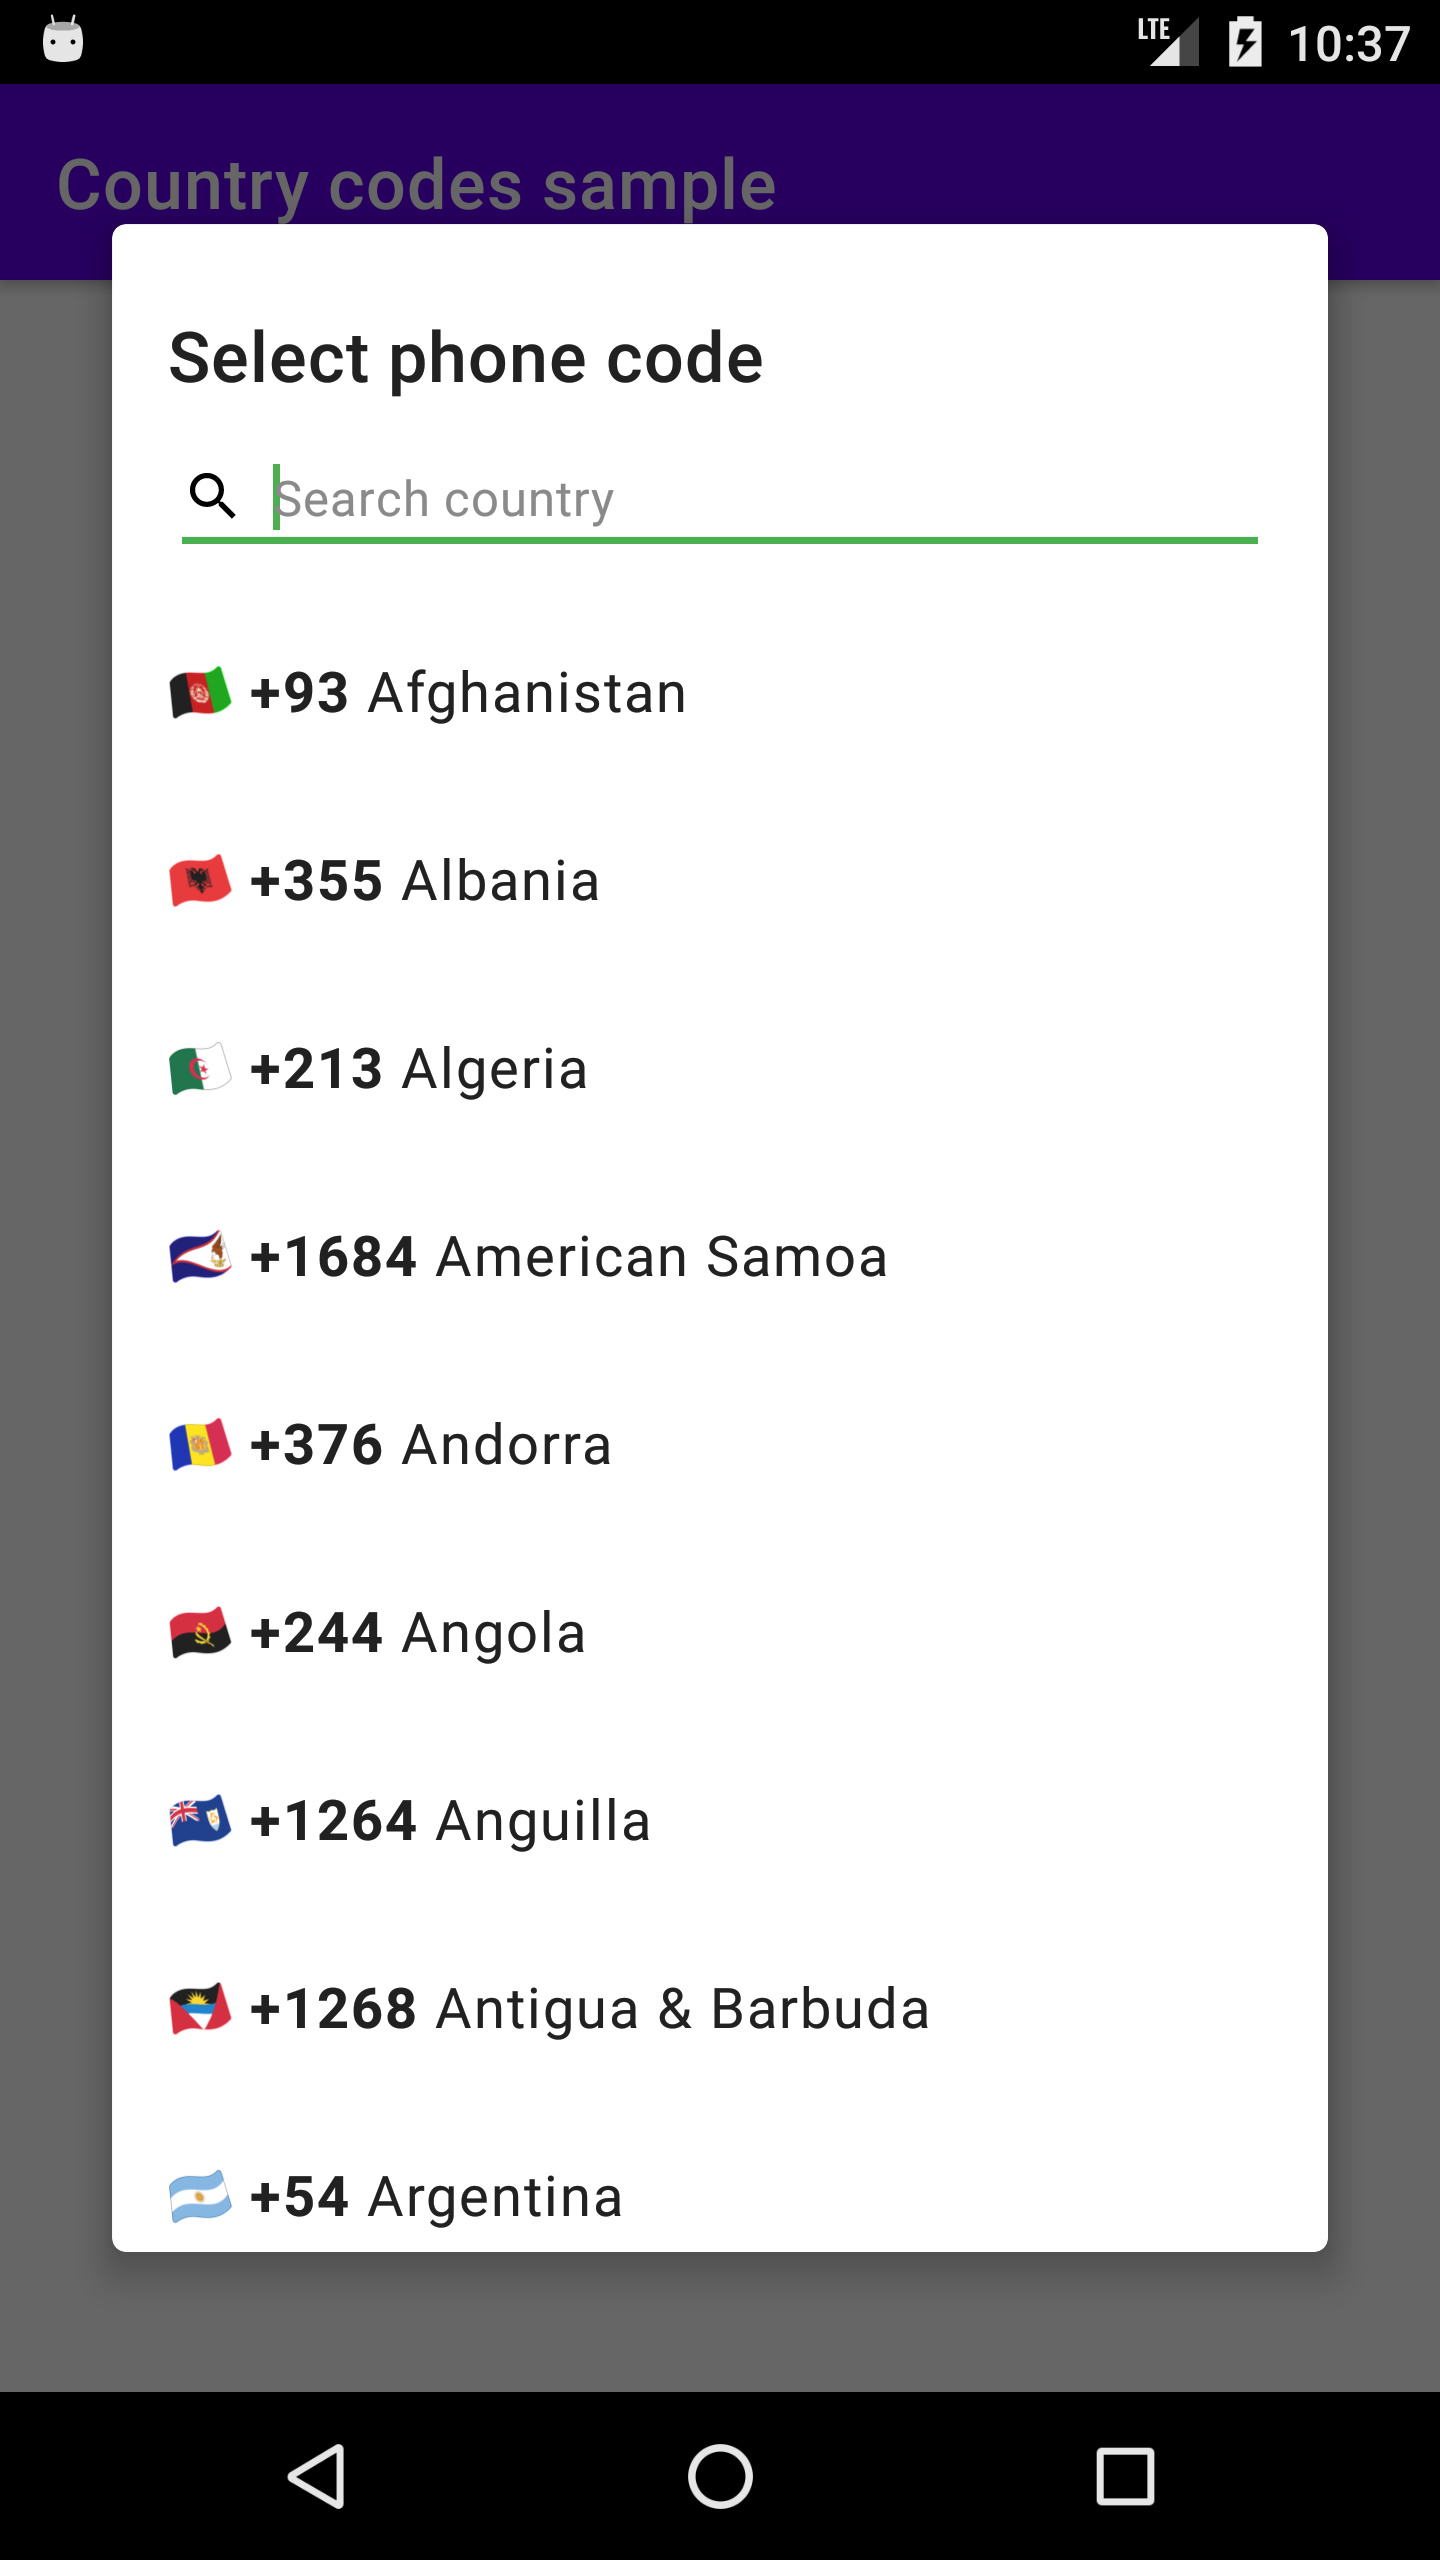 LTE 10:37
Country codes sample
Select phone code
Search country
+93 Afghanistan
+355 Albania
+213 Algeria
+1684 American Samoa
+376 Andorra
+244 Angola
+1264 Anguilla
+1268 Antigua & Barbuda
+54 Argentina